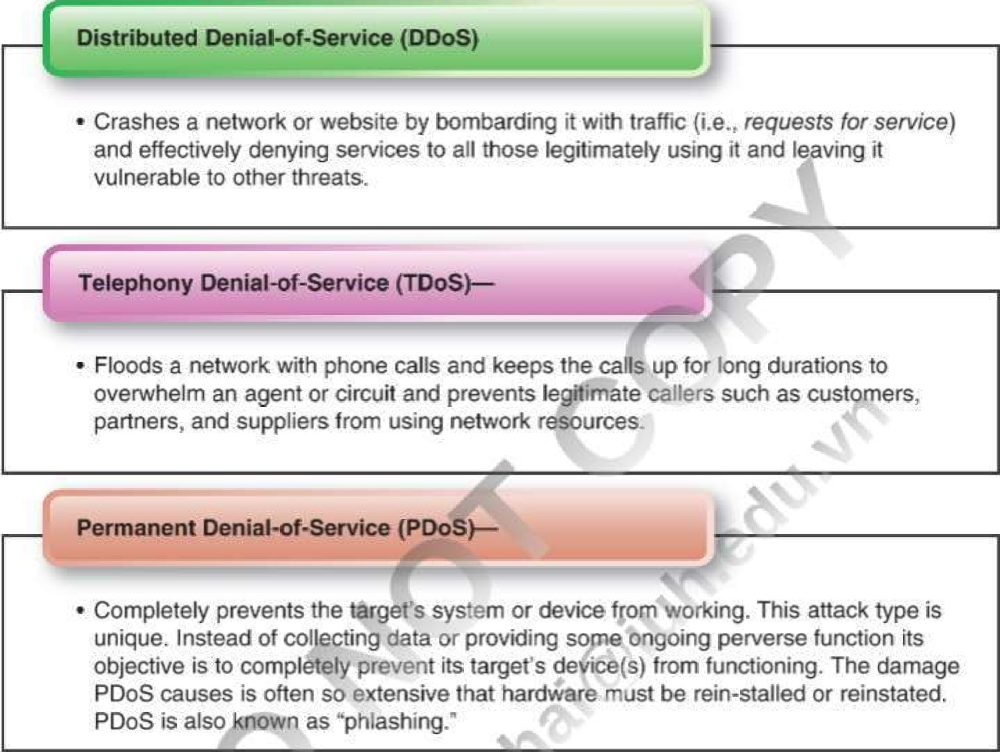 Distributed Denial-of-Service (DDoS)
• Crashes a network or website by bombarding it with traffic (i.e., requests for service)
and effectively denying services to all those legitimately using it and leaving it
vulnerable to other threats.
Telephony Denial-of-Service (TDoS)—
• Floods a network with phone calls and keeps the calls up for long durations to
overwhelm an agent or circuit and prevents legitimate callers such as customers,
partners, and suppliers from using network resources.
Permanent Denial-of-Service (PDoS)—
• Completely prevents the target's system or device from working. This attack type is
unique. Instead of collecting data or providing some ongoing perverse function its
objective is to completely prevent its target's device(s) from functioning. The damage
PDoS causes is often so extensive that hardware must be rein-stalled or reinstated.
PDoS is also known as “phlashing.”
NOT COPY
hai@iuh.edu.vn